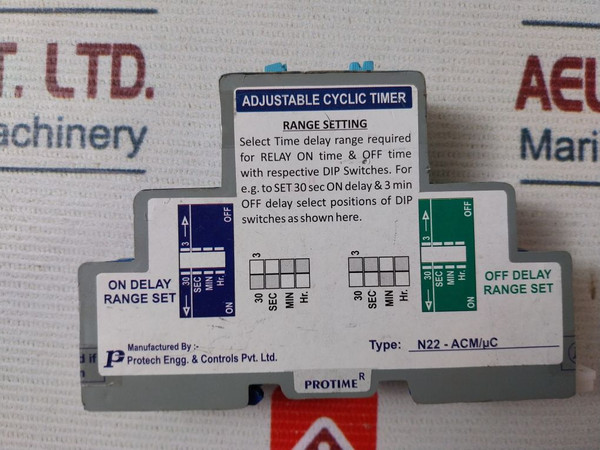 T. LTD.
achinery
AEU
Mari
ADJUSTABLE CYCLIC TIMER
RANGE SETTING
Select Time delay range required
for RELAY ON time & OFF time
with respective DIP Switches. For
e.g. to SET 30 sec ON delay & 3 min
OFF delay select positions of DIP
switches as shown here.
ON DELAY
RANGE SET
3 OFF
30 SEC MIN Hr. ON
3
30 SEC MIN Hr.
3
30 SEC MIN Hr.
3 OFF
30 SEC MIN Hr. ON
OFF DELAY
RANGE SET
Manufactured By :-
Protech Engg. & Controls Pvt. Ltd.
Type: N22 - ACM/µC
PROTIME R